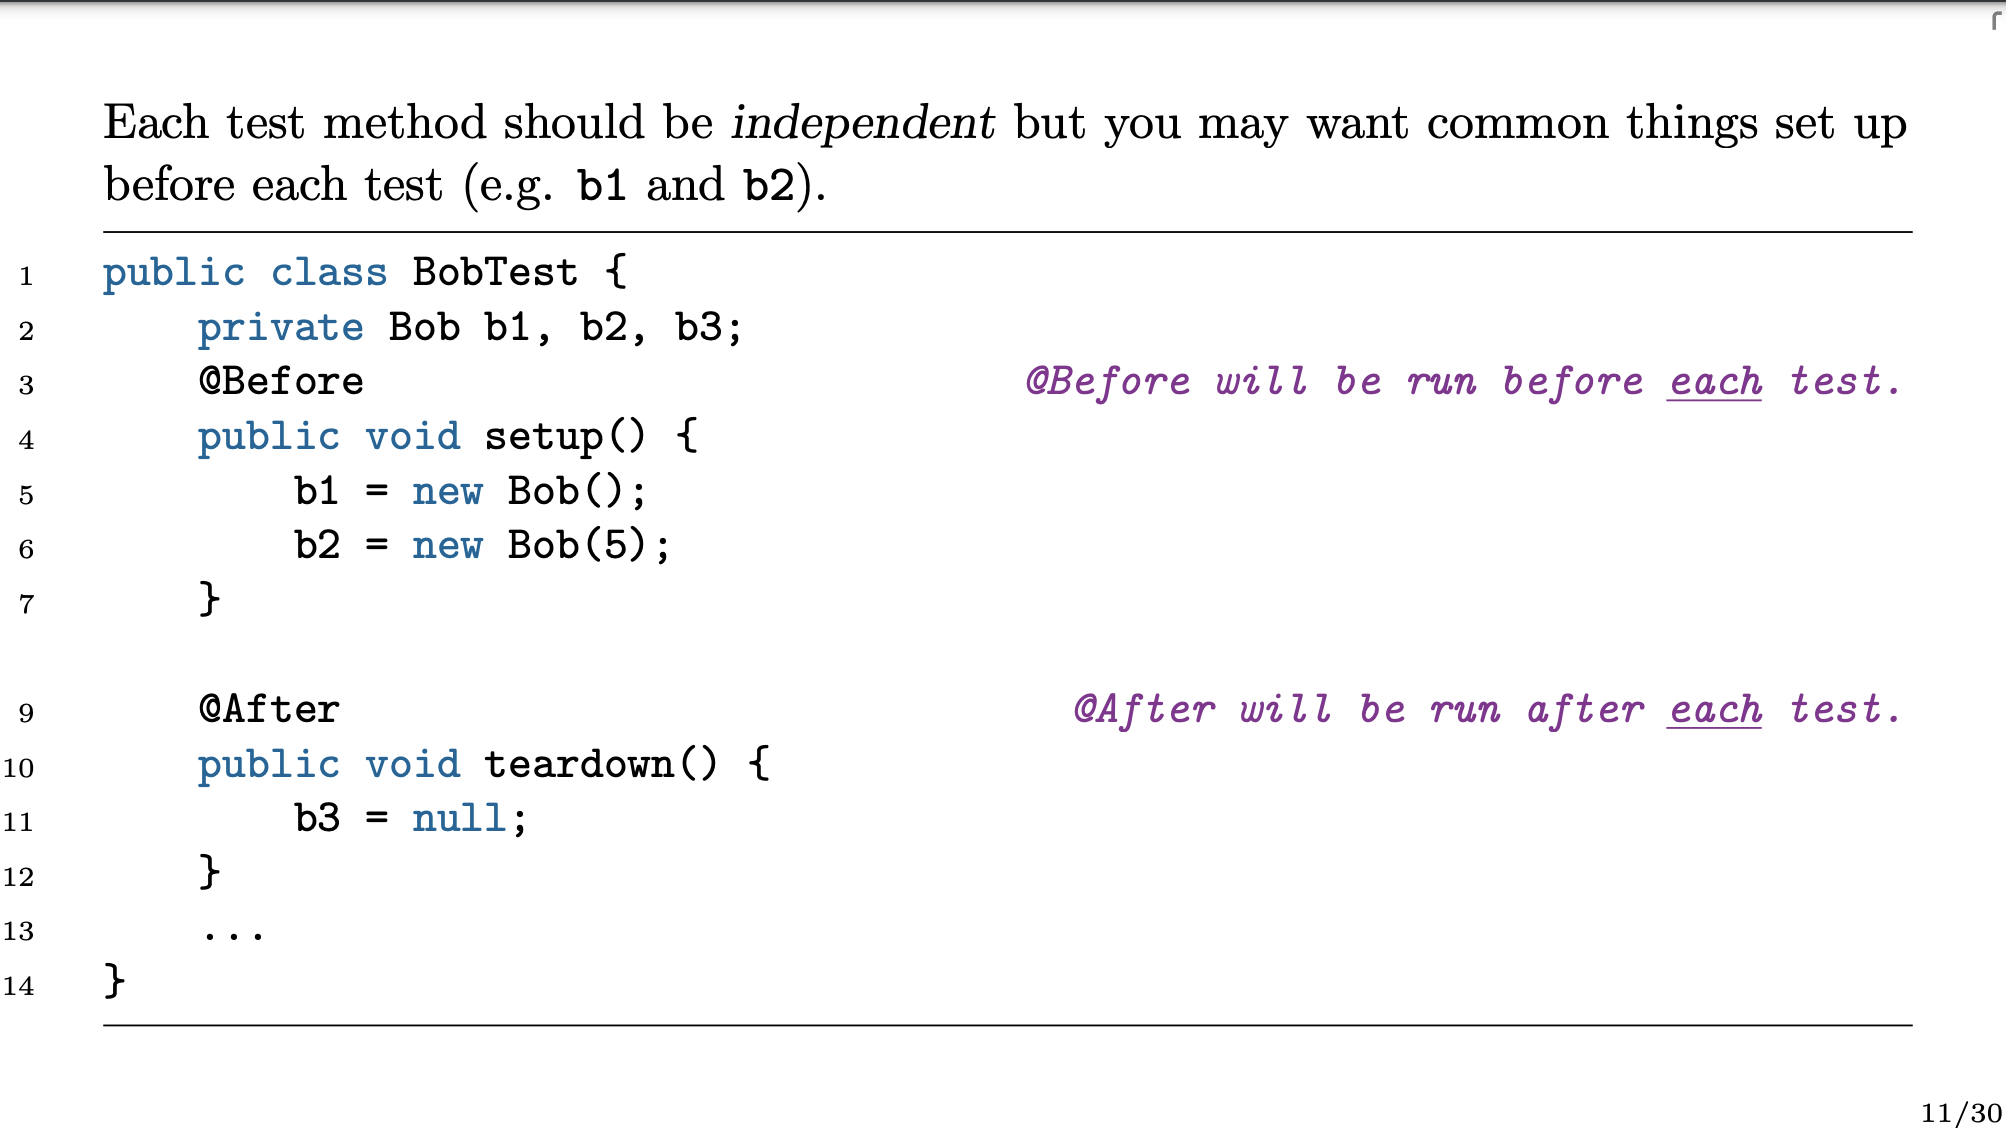 Each test method should be independent but you may want common things set up
before each test (e.g. b1 and b2).
1 public class BobTest {
2 private Bob b1, b2, b3;
3 @Before @Before will be run before each test.
4 public void setup() {
5 b1 = new Bob();
6 b2 = new Bob(5);
7 }
9 @After @After will be run after each test.
10 public void teardown() {
11 b3 = null;
12 }
13 ...
14 }
11/30